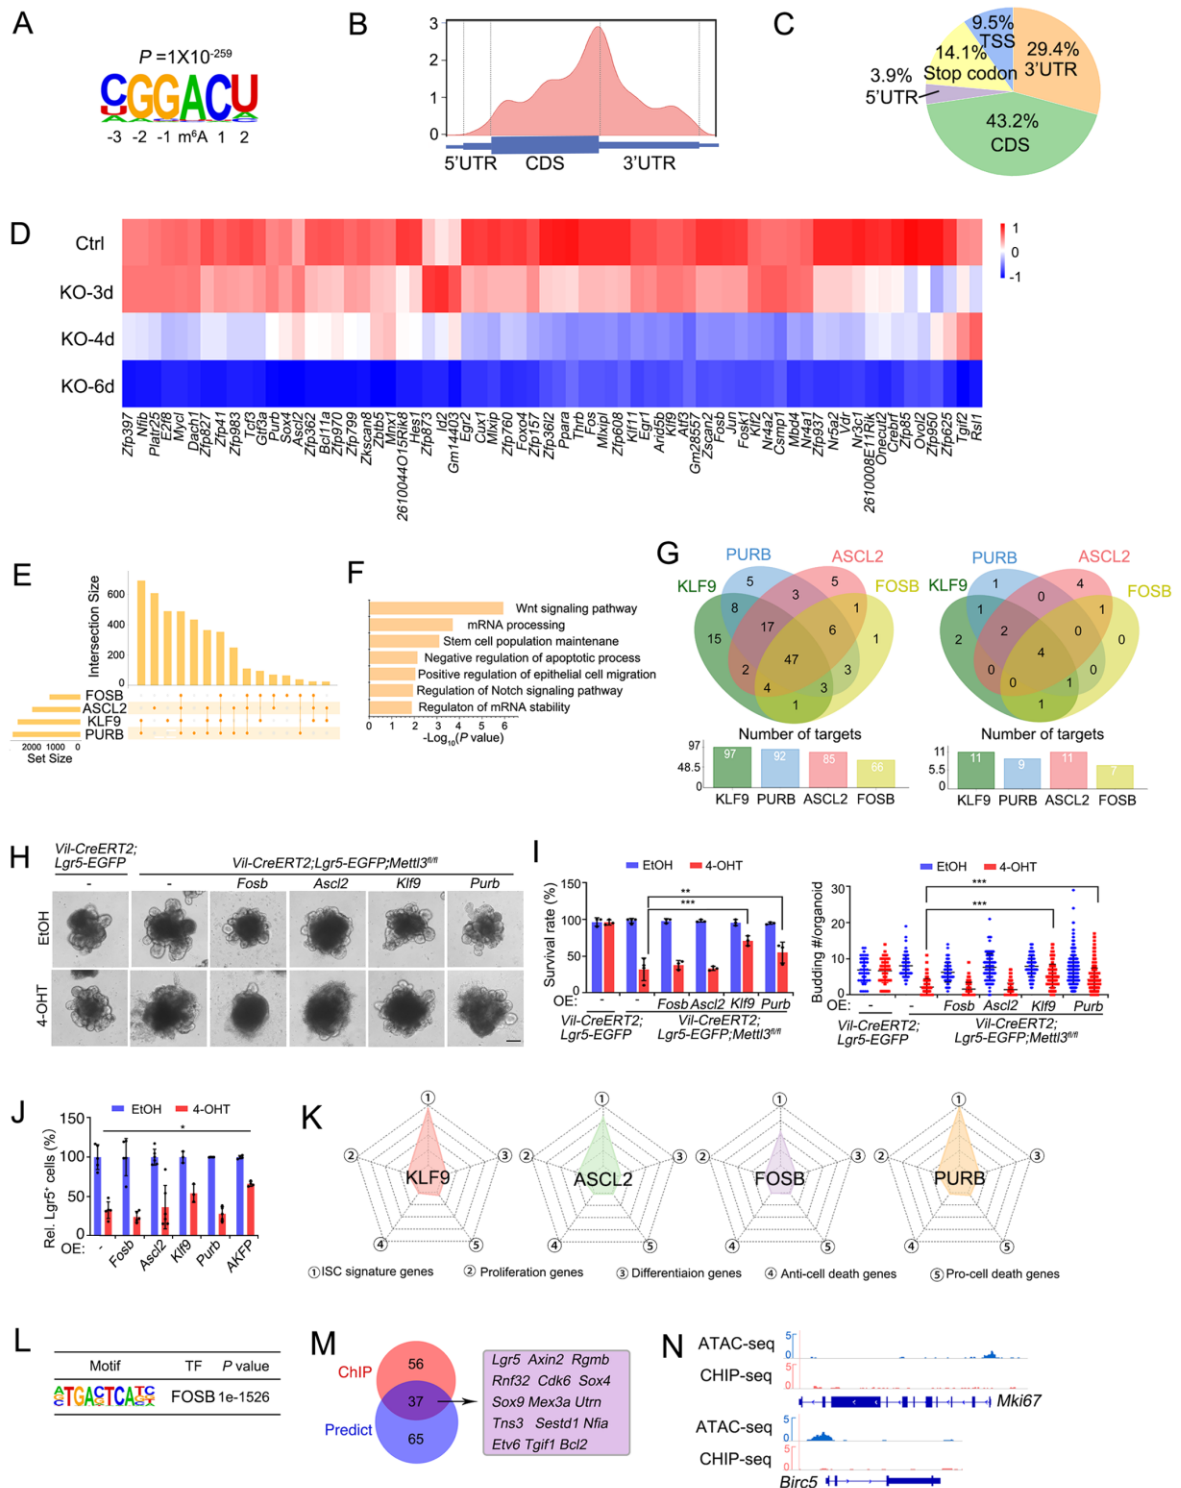 A
P =1X10-259
CGGACU
-3 -2 -1 m6A 1 2
B
3
2
1
0
5'UTR CDS 3'UTR
C
9.5%
TSS
29.4%
3'UTR
14.1%
Stop codon
3.9%
5'UTR
43.2%
CDS
D
Ctrl
KO-3d
KO-4d
KO-6d
1
0
-1
Zfp397 Nfib Platr25 E2f8 Mycl Dach1 Zfp827 Zfp41 Zfp983 Tcf3 Gtf3a Purb Sox4 Ascl2 Zfp362 Bcl11a Zfp970 Zfp799 Zkscan8 Zbtb5 Mnx1 2610044O15Rik8 Hes1 Zfp873 Id2 Gm14403 Egr2 Cux1 Mlxip Zfp760 Foxo4 Zfp157 Zfp36l2 Ppara Thrb Fos Mlxipl Zfp608 Klf11 Egr1 Arid5b Klf9 Atf3 Gm28557 Zscan2 Fosb Jun Foxk1 Klf2 Nr4a2 Csrnp1 Mbd4 Nr4a1 Zfp937 Nr5a2 Vdr Nr3c1 2610008E11Rik Onecut2 Crebrf Zfp85 Ovol2 Zfp950 Zfp625 Tgif2 Rsl1
E
Intersection Size
600
400
200
0
FOSB
ASCL2
KLF9
PURB
2000 1000 0
Set Size
F
Wnt signaling pathway
mRNA processing
Stem cell population maintenane
Negative regulation of apoptotic process
Positive regulation of epithelial cell migration
Regulation of Notch signaling pathway
Regulaton of mRNA stability
0 1 2 3 4 5 6
-Log10(P value)
G
PURB ASCL2
KLF9 FOSB
5 5
8 3 1
15 17 6 1
2 47 3
4 3
1
Number of targets
97
48.5
0
97 92 85 66
KLF9 PURB ASCL2 FOSB
PURB ASCL2
KLF9 FOSB
1 4
1 0 1
2 2 0 0
0 4 0
0 1
1
Number of targets
11
5.5
0
11 9 11 7
KLF9 PURB ASCL2 FOSB
H
Vil-CreERT2;
Lgr5-EGFP
Vil-CreERT2;Lgr5-EGFP;Mettl3fl/fl
- - Fosb Ascl2 Klf9 Purb
EtOH
4-OHT
I
EtOH 4-OHT
Survival rate (%)
150
100
50
0
**
***
OE: - - Fosb Ascl2 Klf9 Purb
Vil-CreERT2;
Lgr5-EGFP
Vil-CreERT2;
Lgr5-EGFP;Mettl3fl/fl
EtOH 4-OHT
Budding #/organoid
30
20
10
0
***
***
OE: - - Fosb Ascl2 Klf9 Purb
Vil-CreERT2;
Lgr5-EGFP
Vil-CreERT2;
Lgr5-EGFP;Mettl3fl/fl
J
EtOH 4-OHT
Rel. Lgr5+ cells (%)
150
100
50
0
*
OE: - Fosb Ascl2 Klf9 Purb AKFP
K
① ② ③ ④ ⑤ KLF9
① ② ③ ④ ⑤ ASCL2
① ② ③ ④ ⑤ FOSB
① ② ③ ④ ⑤ PURB
①ISC signature genes ②Proliferation genes ③Differentiaion genes ④Anti-cell death genes ⑤Pro-cell death genes
L
Motif TF P value
ATGACTCATC FOSB 1e-1526
M
ChIP
56
37
Predict
65
Lgr5 Axin2 Rgmb
Rnf32 Cdk6 Sox4
Sox9 Mex3a Utrn
Tns3 Sestd1 Nfia
Etv6 Tgif1 Bcl2
N
ATAC-seq 5 0
CHIP-seq 5 0
Mki67
ATAC-seq 5 0
CHIP-seq 5 0
Birc5